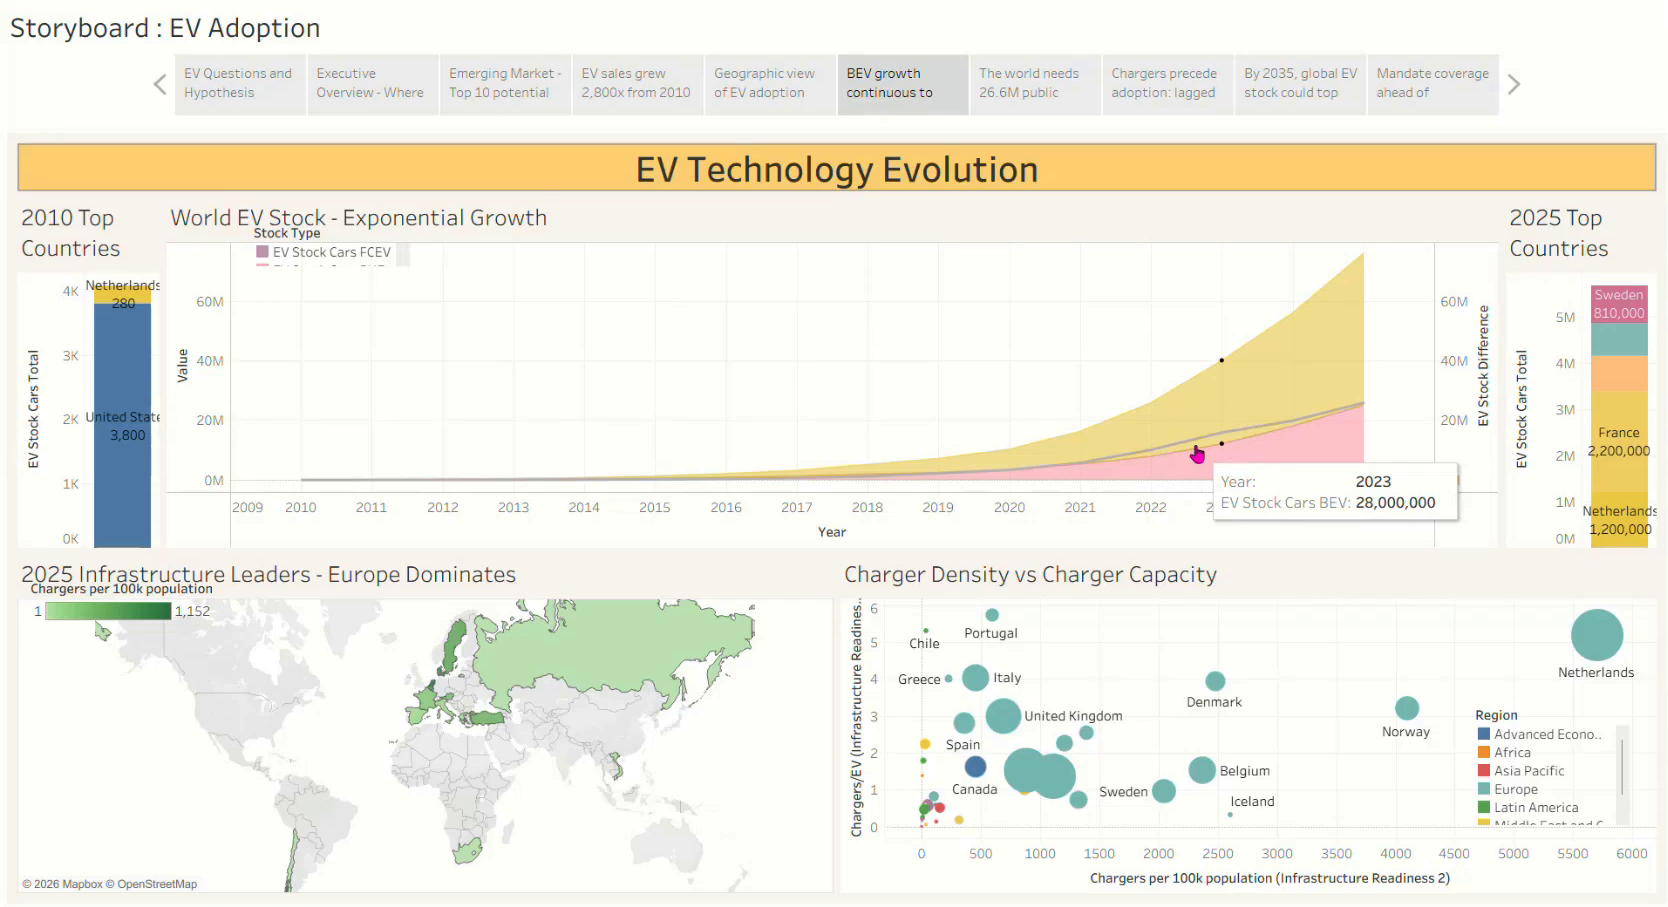 Storyboard : EV Adoption
EV Questions and
Hypothesis
Executive
Overview - Where
Emerging Market -
Top 10 potential
EV sales grew
2,800x from 2010
Geographic view
of EV adoption
BEV growth
continuous to
The world needs
26.6M public
Chargers precede
adoption: lagged
By 2035, global EV
stock could top
Mandate coverage
ahead of
EV Technology Evolution
2010 Top
Countries
EV Stock Cars Total
4K
3K
2K
1K
0K
Netherlands
280
United State
3,800
World EV Stock - Exponential Growth
Stock Type
EV Stock Cars FCEV
Value
60M
40M
20M
0M
60M
40M
20M
EV Stock Difference
2009 2010 2011 2012 2013 2014 2015 2016 2017 2018 2019 2020 2021 2022 2
Year
Year: 2023
EV Stock Cars BEV: 28,000,000
2025 Top
Countries
EV Stock Cars Total
5M
4M
3M
2M
1M
0M
Sweden
810,000
France
2,200,000
Netherlands
1,200,000
2025 Infrastructure Leaders - Europe Dominates
Chargers per 100k population
1 1,152
© 2026 Mapbox © OpenStreetMap
Charger Density vs Charger Capacity
Chargers/EV (Infrastructure Readines..
6
5
4
3
2
1
0
Portugal
Chile
Netherlands
Greece
Italy
Denmark
United Kingdom
Norway
Spain
Canada
Belgium
Sweden
Iceland
Region
Advanced Econo..
Africa
Asia Pacific
Europe
Latin America
0 500 1000 1500 2000 2500 3000 3500 4000 4500 5000 5500 6000
Chargers per 100k population (Infrastructure Readiness 2)